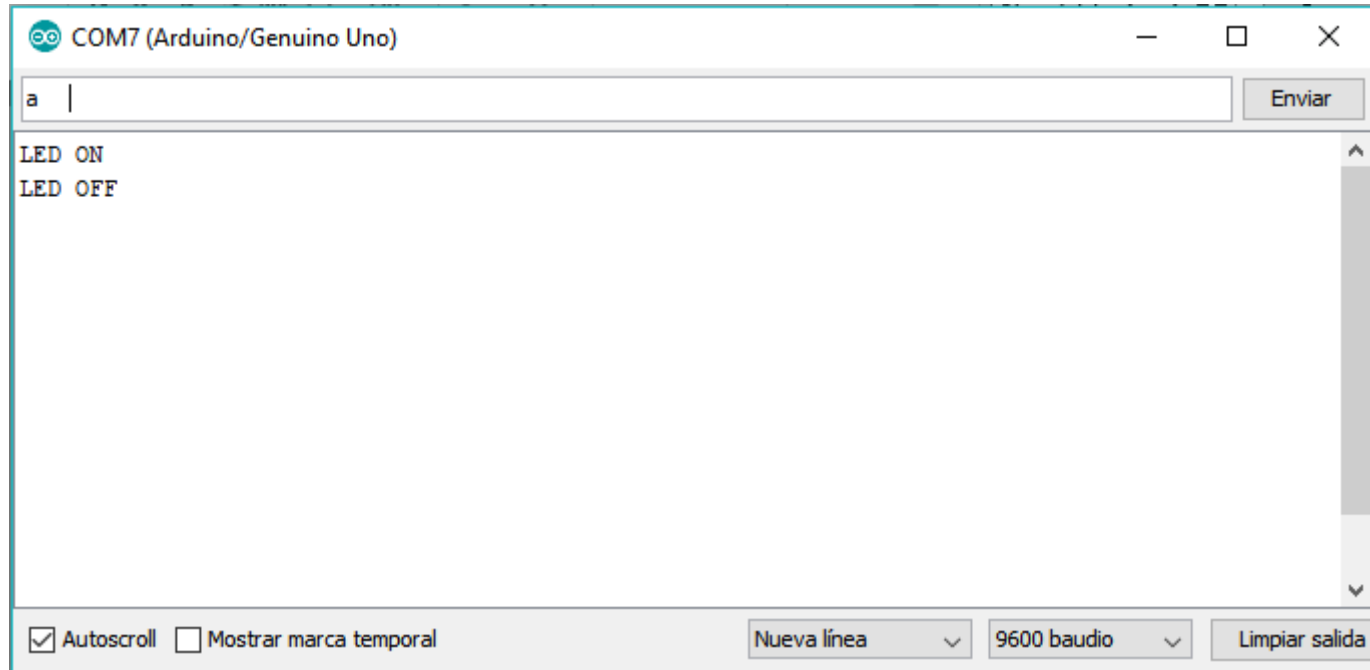 COM7 (Arduino/Genuino Uno)
a
Enviar
LED ON
LED OFF
Autoscroll Mostrar marca temporal Nueva línea 9600 baudio Limpiar salida